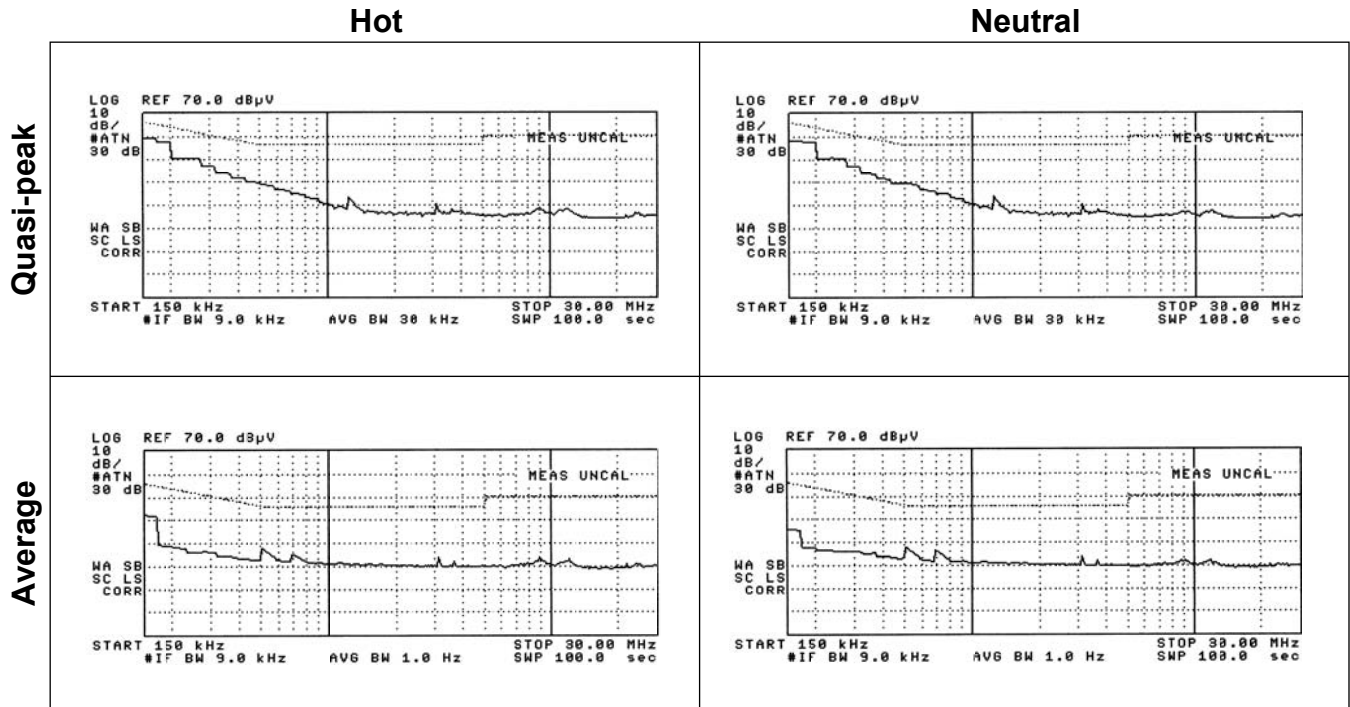 Hot
Neutral
Quasi-peak
LOG REF 70.0 dBµV
10
dB/
#ATN
30 dB
MEAS UNCAL
WA SB
SC LS
CORR
START 150 kHz STOP 30.00 MHz
#IF BW 9.0 kHz AVG BW 30 kHz SWP 100.0 sec
LOG REF 70.0 dBµV
10
dB/
#ATN
30 dB
MEAS UNCAL
WA SB
SC LS
CORR
START 150 kHz STOP 30.00 MHz
#IF BW 9.0 kHz AVG BW 30 kHz SWP 100.0 sec
Average
LOG REF 70.0 dBµV
10
dB/
#ATN
30 dB
MEAS UNCAL
WA SB
SC LS
CORR
START 150 kHz STOP 30.00 MHz
#IF BW 9.0 kHz AVG BW 1.0 Hz SWP 100.0 sec
LOG REF 70.0 dBµV
10
dB/
#ATN
30 dB
MEAS UNCAL
WA SB
SC LS
CORR
START 150 kHz STOP 30.00 MHz
#IF BW 9.0 kHz AVG BW 1.0 Hz SWP 100.0 sec